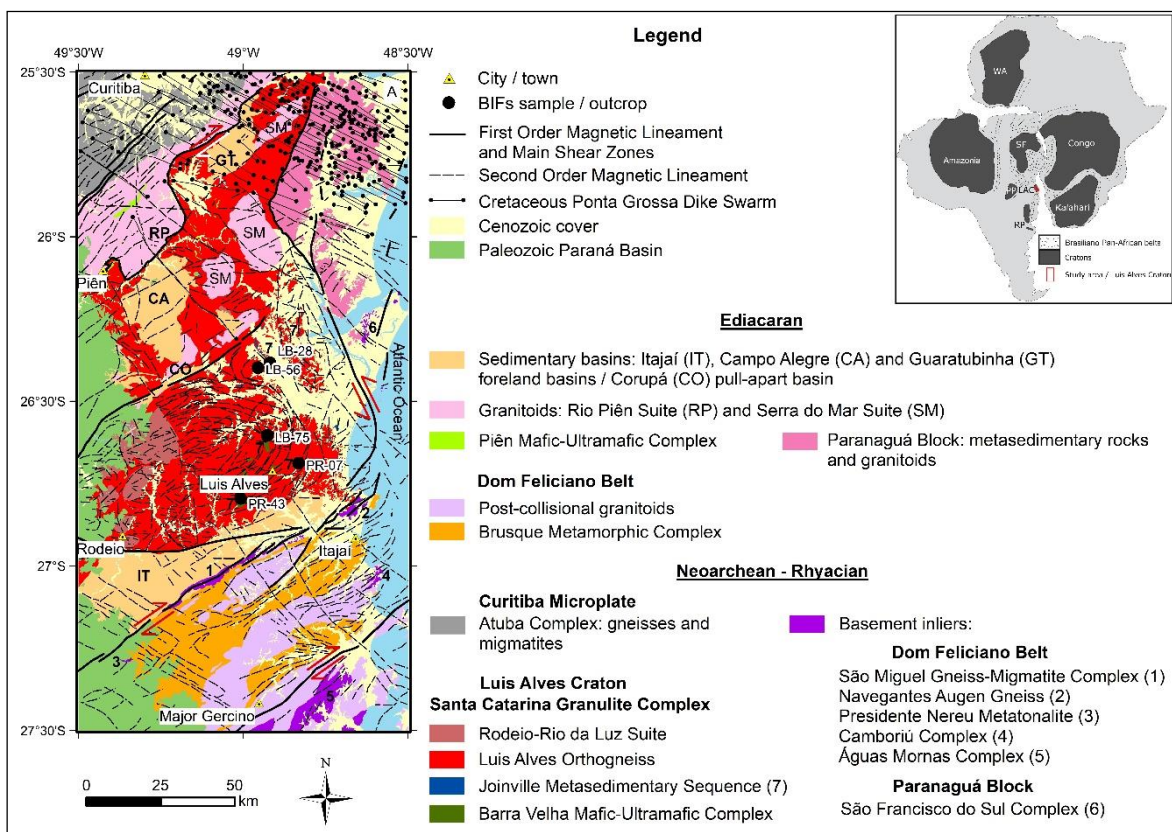 49°30'W
49°W
48°30'W
25°30'S
26°S
26°30'S
27°S
27°30'S
Curitiba
A
SM
GT
RP
SM
SM
Piên
CA
6
7
7
7
LB-28
LB-56
CO
Atlantic Ocean
LB-75
PR-07
Luis Alves
7
PR-43
2
Rodeio
Itajaí
IT
1
4
3
5
Major Gercino
0 25 50
km
N
Legend
City / town
BIFs sample / outcrop
First Order Magnetic Lineament
and Main Shear Zones
Second Order Magnetic Lineament
Cretaceous Ponta Grossa Dike Swarm
Cenozoic cover
Paleozoic Paraná Basin
WA
Amazonia
SF
Congo
PP
LAC
Kalahari
RP
Brasiliano Pan-African belts
Cratons
Study area / Luis Alves Craton
Ediacaran
Sedimentary basins: Itajaí (IT), Campo Alegre (CA) and Guaratubinha (GT)
foreland basins / Corupá (CO) pull-apart basin
Granitoids: Rio Piên Suite (RP) and Serra do Mar Suite (SM)
Piên Mafic-Ultramafic Complex
Paranaguá Block: metasedimentary rocks
and granitoids
Dom Feliciano Belt
Post-collisional granitoids
Brusque Metamorphic Complex
Neoarchean - Rhyacian
Curitiba Microplate
Atuba Complex: gneisses and
migmatites
Luis Alves Craton
Santa Catarina Granulite Complex
Rodeio-Rio da Luz Suite
Luis Alves Orthogneiss
Joinville Metasedimentary Sequence (7)
Barra Velha Mafic-Ultramafic Complex
Basement inliers:
Dom Feliciano Belt
São Miguel Gneiss-Migmatite Complex (1)
Navegantes Augen Gneiss (2)
Presidente Nereu Metatonalite (3)
Camboriú Complex (4)
Águas Mornas Complex (5)
Paranaguá Block
São Francisco do Sul Complex (6)